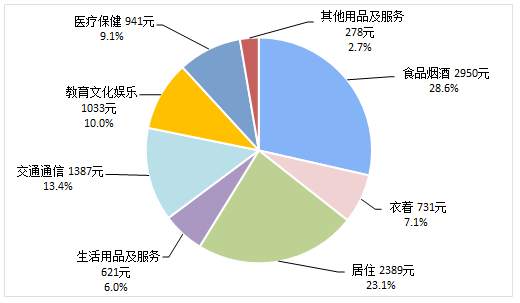 其他用品及服务
278元
2.7%
医疗保健 941元
9.1%
食品烟酒 2950元
28.6%
教育文化娱乐
1033元
10.0%
交通通信 1387元
13.4%
衣着 731元
7.1%
生活用品及服务
621元
6.0%
居住 2389元
23.1%